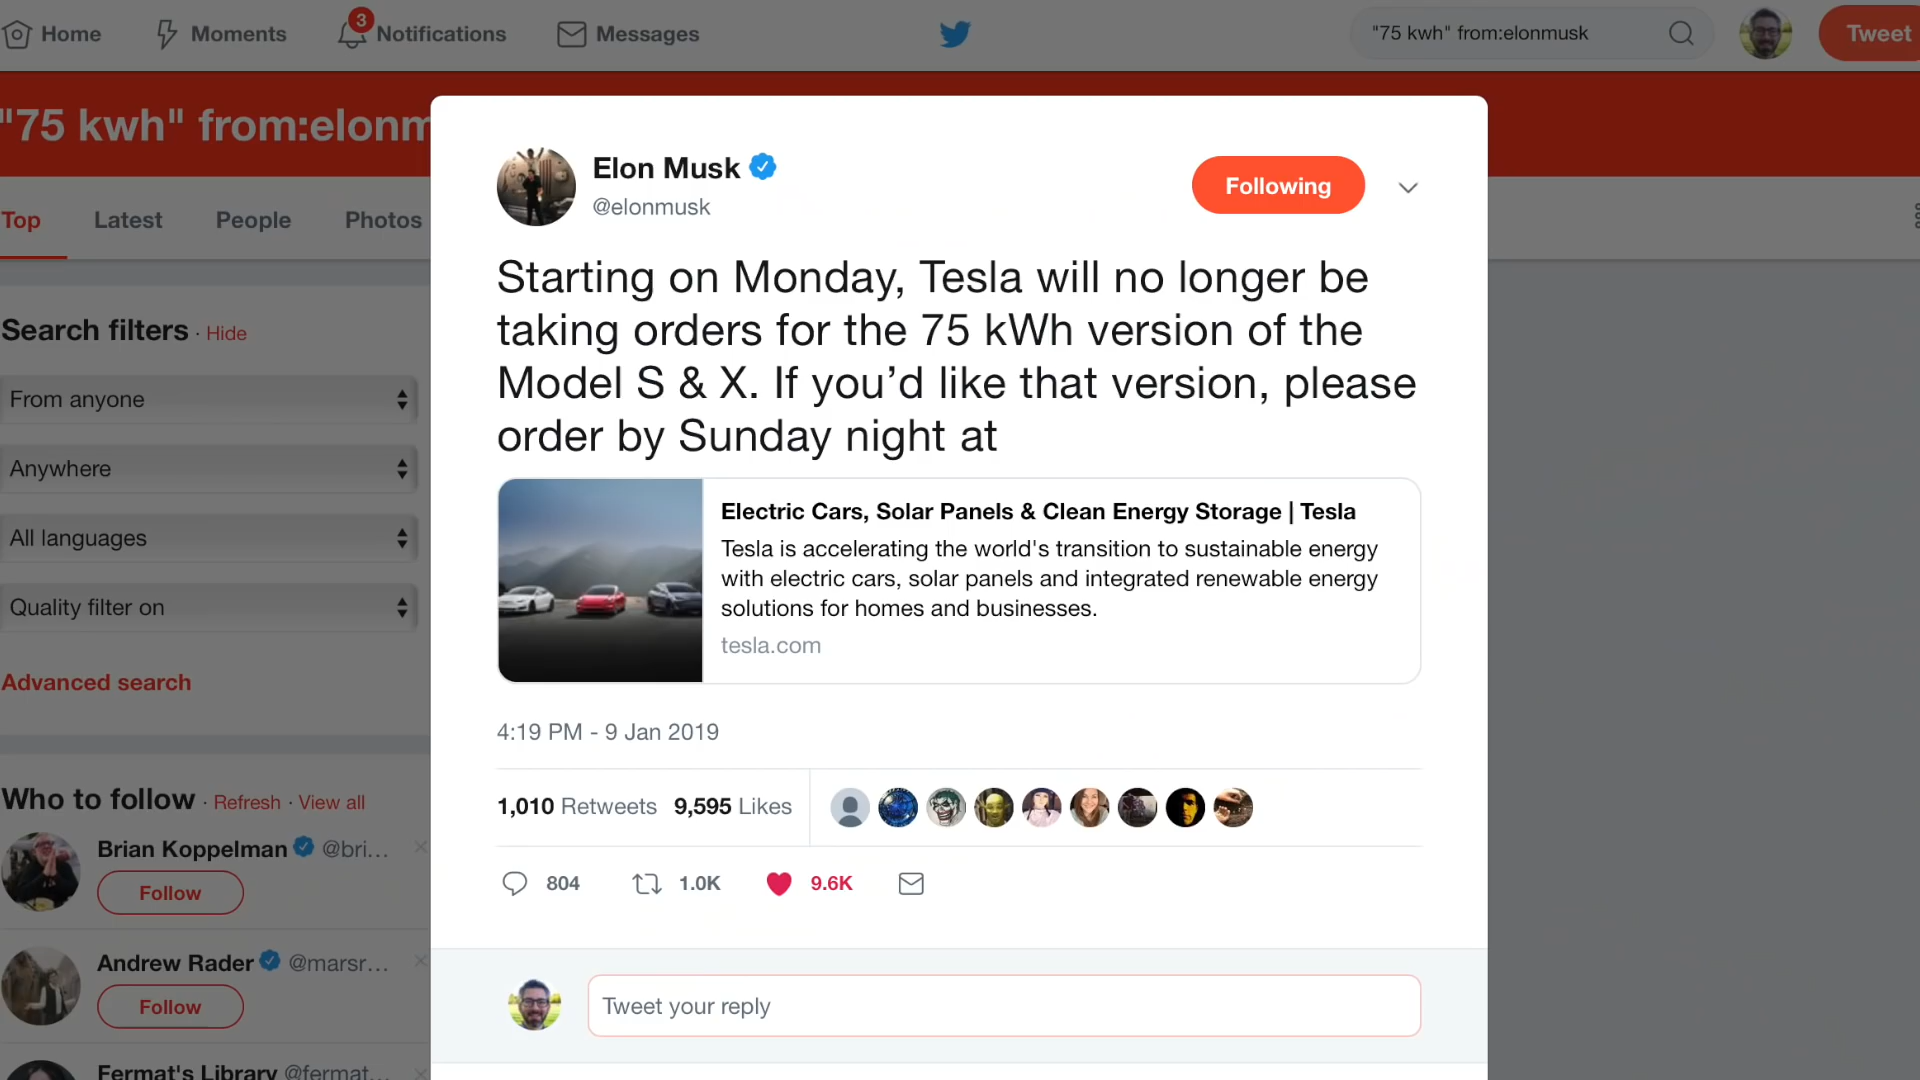 Home Moments 3 Notifications Messages "75 kwh" from:elonmusk Tweet
"75 kwh" from:elonm
Top Latest People Photos
Search filters · Hide
From anyone
Anywhere
All languages
Quality filter on
Advanced search
Who to follow · Refresh · View all
Brian Koppelman @bri...
Follow
Andrew Rader @marsr...
Follow
Fermat's Library @fermat...
Elon Musk
@elonmusk
Following
Starting on Monday, Tesla will no longer be
taking orders for the 75 kWh version of the
Model S & X. If you’d like that version, please
order by Sunday night at
Electric Cars, Solar Panels & Clean Energy Storage | Tesla
Tesla is accelerating the world's transition to sustainable energy
with electric cars, solar panels and integrated renewable energy
solutions for homes and businesses.
tesla.com
4:19 PM - 9 Jan 2019
1,010 Retweets 9,595 Likes
804 1.0K 9.6K
Tweet your reply